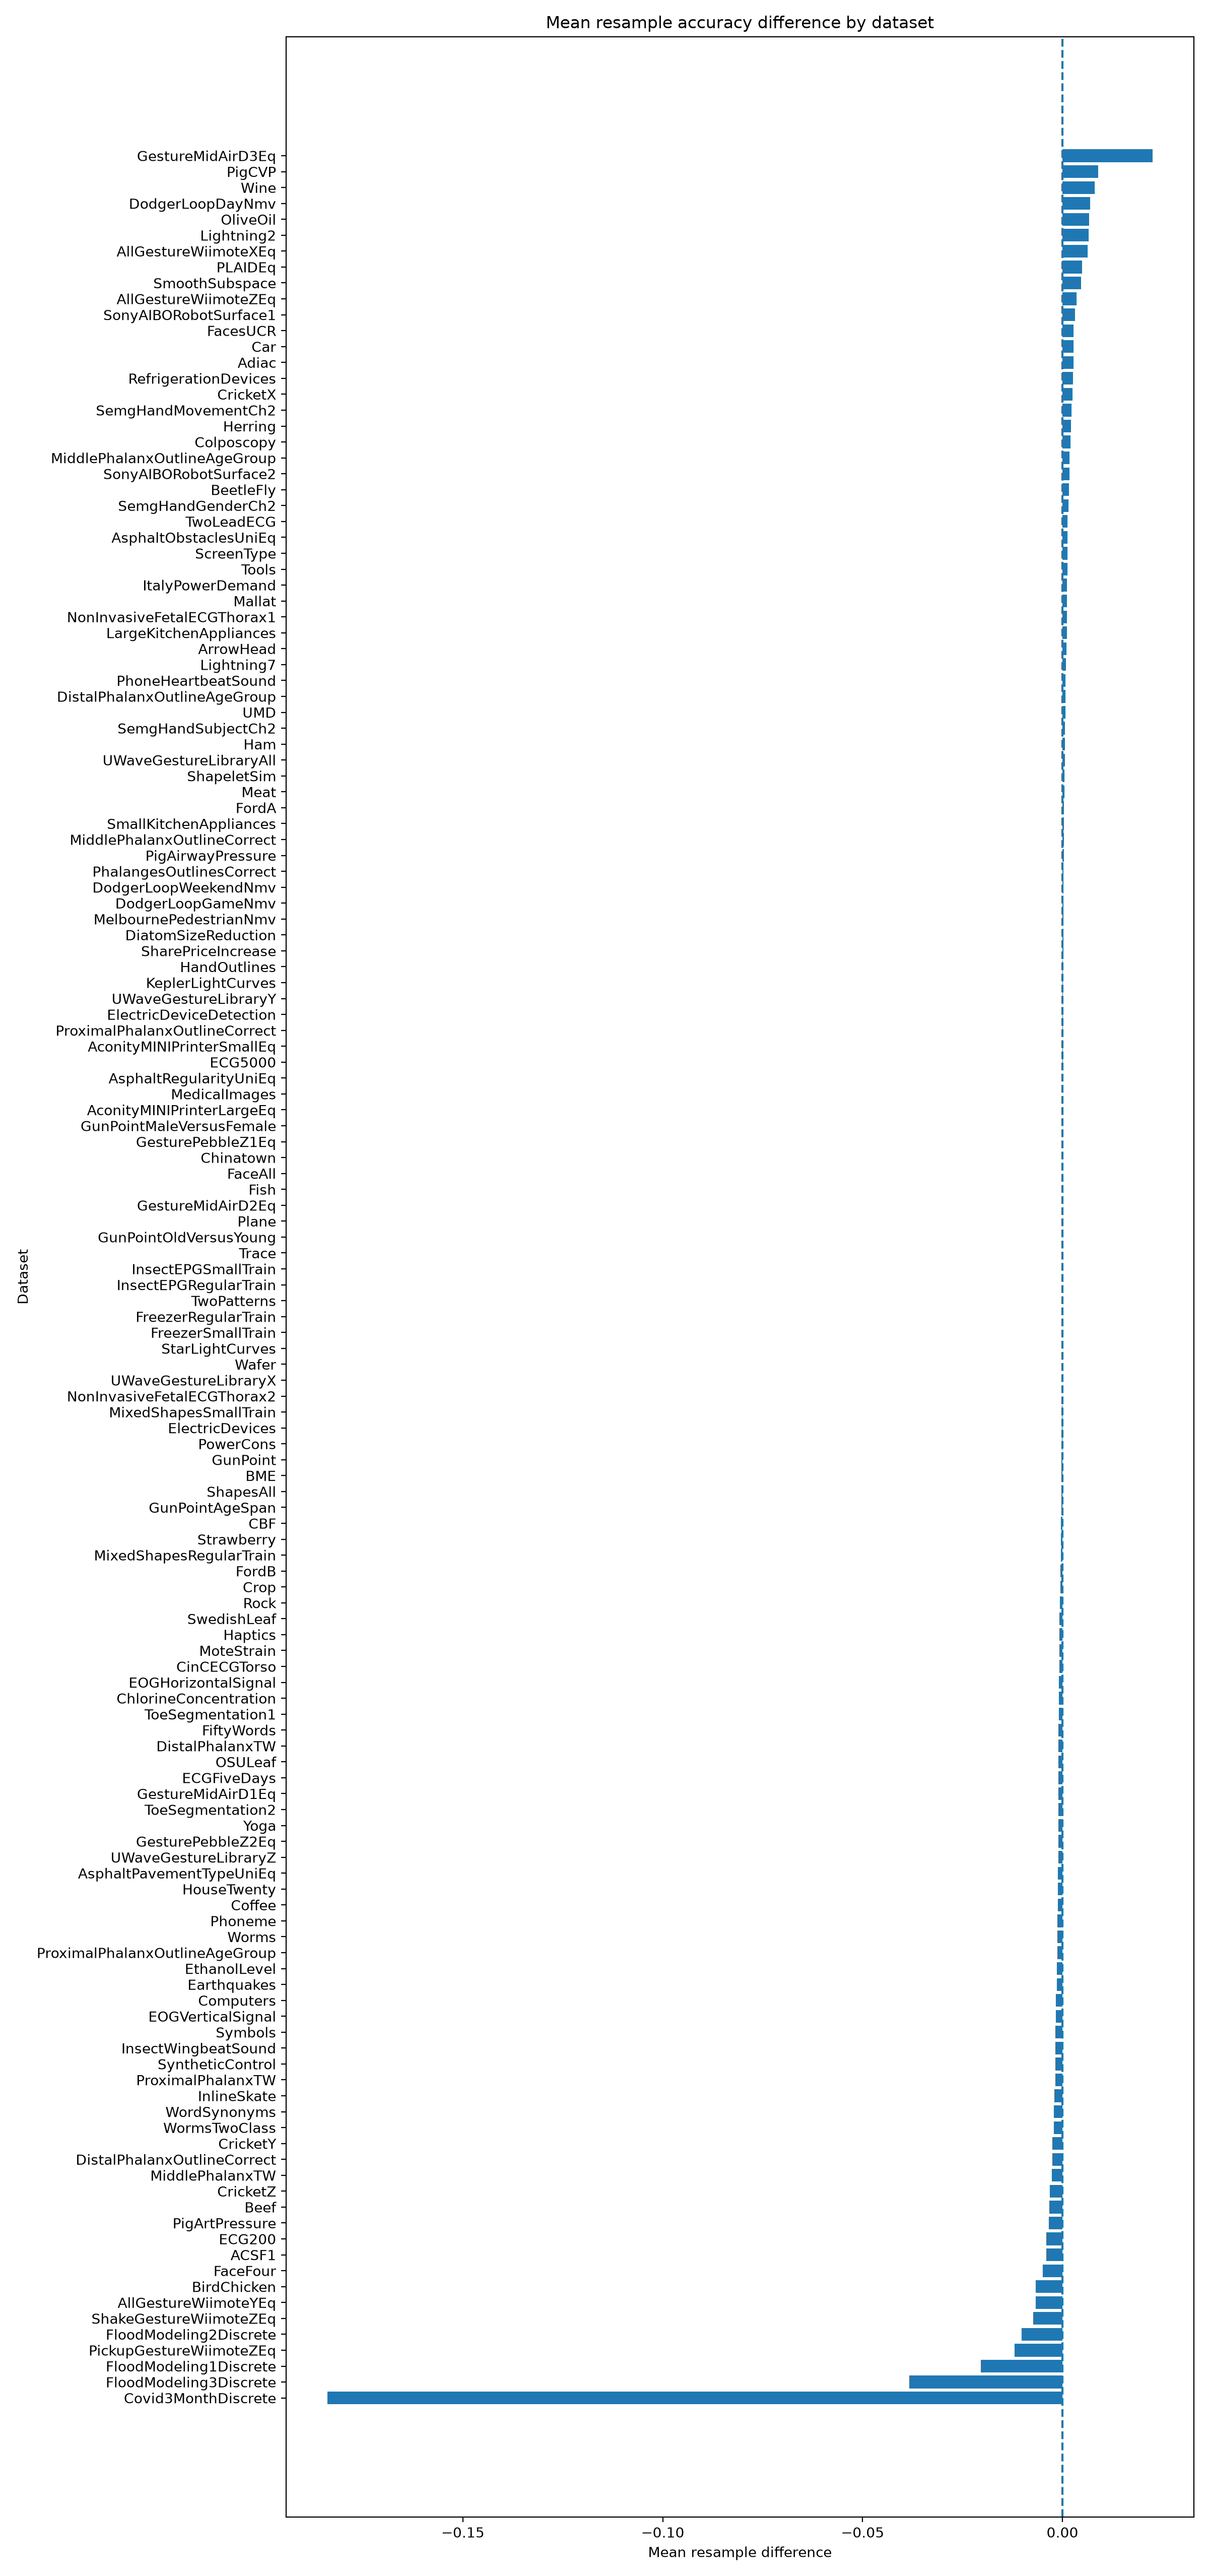 Mean resample accuracy difference by dataset
GestureMidAirD3Eq
PigCVP
Wine
DodgerLoopDayNmv
OliveOil
Lightning2
AllGestureWiimoteXEq
PLAIDEq
SmoothSubspace
AllGestureWiimoteZEq
SonyAIBORobotSurface1
FacesUCR
Car
Adiac
RefrigerationDevices
CricketX
SemgHandMovementCh2
Herring
Colposcopy
MiddlePhalanxOutlineAgeGroup
SonyAIBORobotSurface2
BeetleFly
SemgHandGenderCh2
TwoLeadECG
AsphaltObstaclesUniEq
ScreenType
Tools
ItalyPowerDemand
Mallat
NonInvasiveFetalECGThorax1
LargeKitchenAppliances
ArrowHead
Lightning7
PhoneHeartbeatSound
DistalPhalanxOutlineAgeGroup
UMD
SemgHandSubjectCh2
Ham
UWaveGestureLibraryAll
ShapeletSim
Meat
FordA
SmallKitchenAppliances
MiddlePhalanxOutlineCorrect
PigAirwayPressure
PhalangesOutlinesCorrect
DodgerLoopWeekendNmv
DodgerLoopGameNmv
MelbournePedestrianNmv
DiatomSizeReduction
SharePriceIncrease
HandOutlines
KeplerLightCurves
UWaveGestureLibraryY
ElectricDeviceDetection
ProximalPhalanxOutlineCorrect
AconityMINIPrinterSmallEq
ECG5000
AsphaltRegularityUniEq
MedicalImages
AconityMINIPrinterLargeEq
GunPointMaleVersusFemale
GesturePebbleZ1Eq
Chinatown
FaceAll
Fish
GestureMidAirD2Eq
Plane
GunPointOldVersusYoung
Trace
InsectEPGSmallTrain
InsectEPGRegularTrain
TwoPatterns
FreezerRegularTrain
FreezerSmallTrain
StarLightCurves
Wafer
UWaveGestureLibraryX
NonInvasiveFetalECGThorax2
MixedShapesSmallTrain
ElectricDevices
PowerCons
GunPoint
BME
ShapesAll
GunPointAgeSpan
CBF
Strawberry
MixedShapesRegularTrain
FordB
Crop
Rock
SwedishLeaf
Haptics
MoteStrain
CinCECGTorso
EOGHorizontalSignal
ChlorineConcentration
ToeSegmentation1
FiftyWords
DistalPhalanxTW
OSULeaf
ECGFiveDays
GestureMidAirD1Eq
ToeSegmentation2
Yoga
GesturePebbleZ2Eq
UWaveGestureLibraryZ
AsphaltPavementTypeUniEq
HouseTwenty
Coffee
Phoneme
Worms
ProximalPhalanxOutlineAgeGroup
EthanolLevel
Earthquakes
Computers
EOGVerticalSignal
Symbols
InsectWingbeatSound
SyntheticControl
ProximalPhalanxTW
InlineSkate
WordSynonyms
WormsTwoClass
CricketY
DistalPhalanxOutlineCorrect
MiddlePhalanxTW
CricketZ
Beef
PigArtPressure
ECG200
ACSF1
FaceFour
BirdChicken
AllGestureWiimoteYEq
ShakeGestureWiimoteZEq
FloodModeling2Discrete
PickupGestureWiimoteZEq
FloodModeling1Discrete
FloodModeling3Discrete
Covid3MonthDiscrete
Dataset
−0.15 −0.10 −0.05 0.00
Mean resample difference